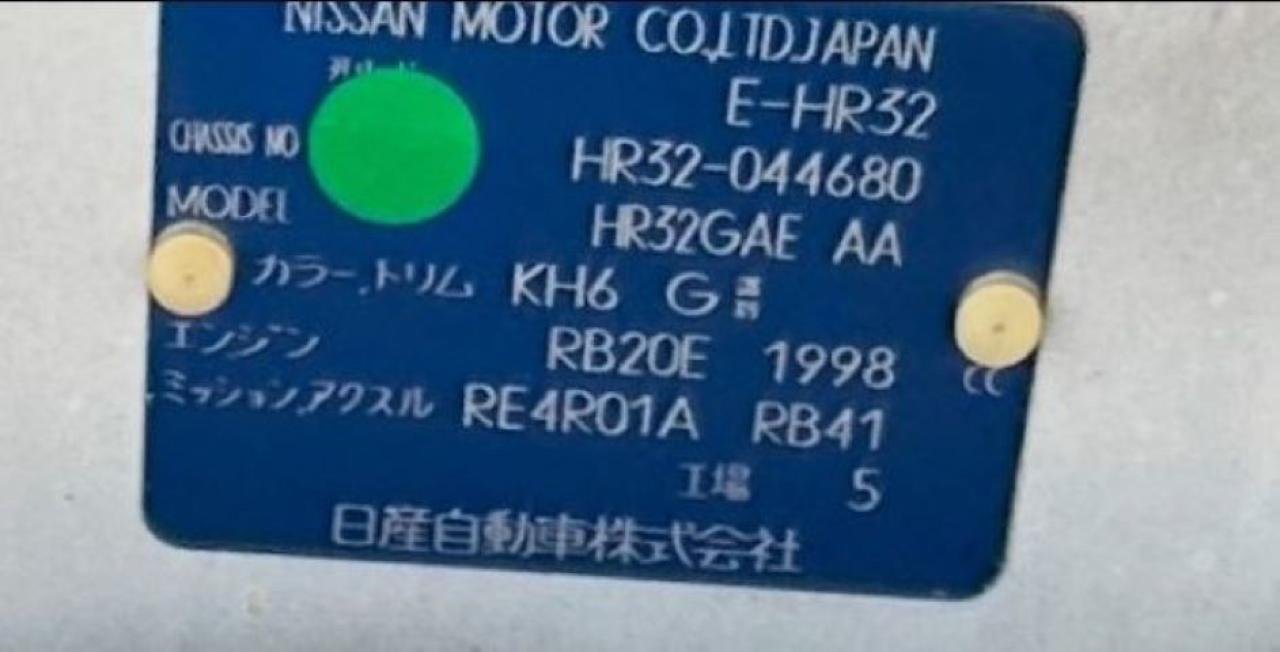 NISSAN MOTOR CO.,LTD.JAPAN
E-HR32
CHASSIS NO HR32-044680
MODEL HR32GAE AA
カラー,トリム KH6 G
エンジン RB20E 1998 CC
ミッション,アクスル RE4R01A RB41
工場 5
日産自動車株式会社